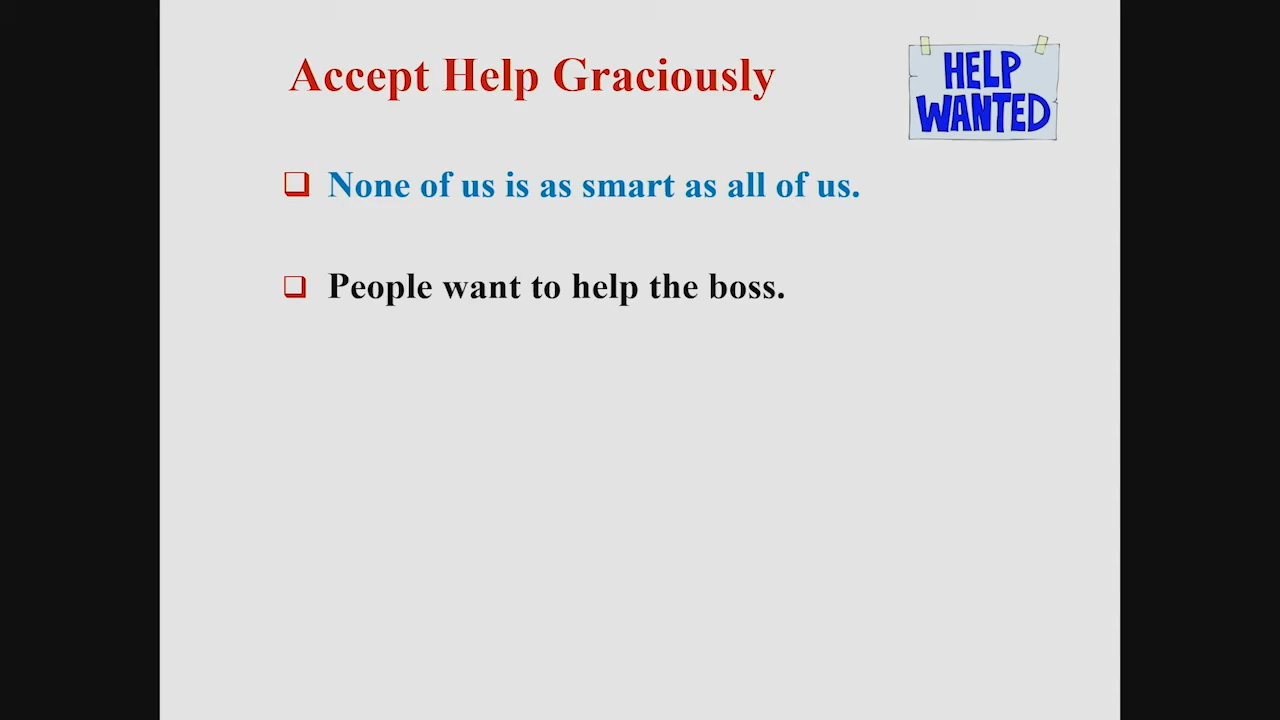 Accept Help Graciously
HELP
WANTED
None of us is as smart as all of us.
People want to help the boss.